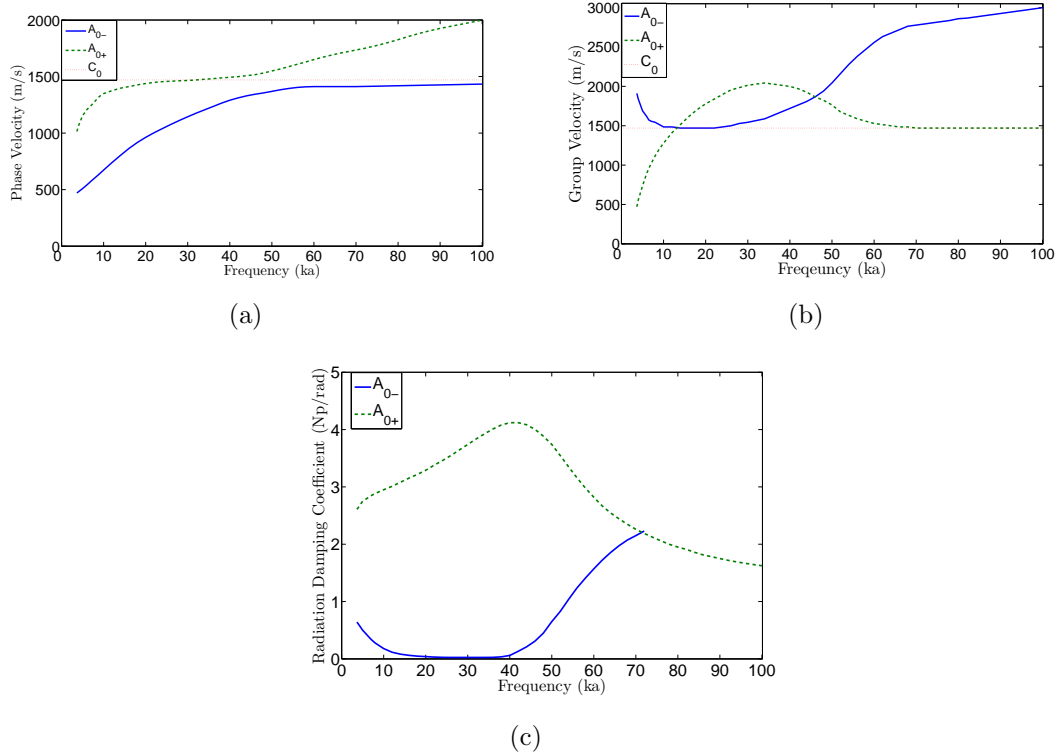 2000
1500
1000
500
0
Phase Velocity (m/s)
A0−
A0+
C0
0 10 20 30 40 50 60 70 80 90 100
Frequency (ka)
(a)
3000
2500
2000
1500
1000
500
0
Group Velocity (m/s)
A0−
A0+
C0
0 10 20 30 40 50 60 70 80 90 100
Freqeuncy (ka)
(b)
5
4
3
2
1
0
Radiation Damping Coefficient (Np/rad)
A0−
A0+
0 10 20 30 40 50 60 70 80 90 100
Frequency (ka)
(c)